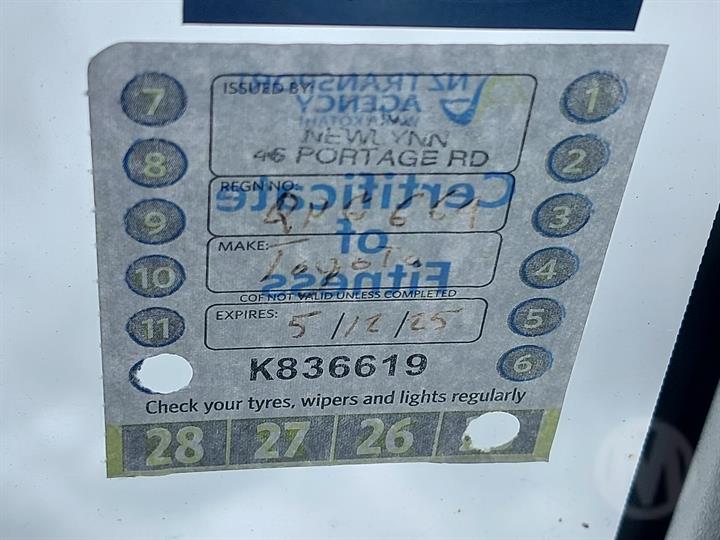 7
ISSUED BY:
NZ TRANSPORT
AGENCY
WAKA KOTAHI
1
NEWLYNN
46 PORTAGE RD
8
2
REGN NO:
Certificate
9
3
of
MAKE: Toyota
Fitness
10
4
COF NOT VALID UNLESS COMPLETED
11
EXPIRES: 5/12/25
5
K836619
6
Check your tyres, wipers and lights regularly
28 27 26